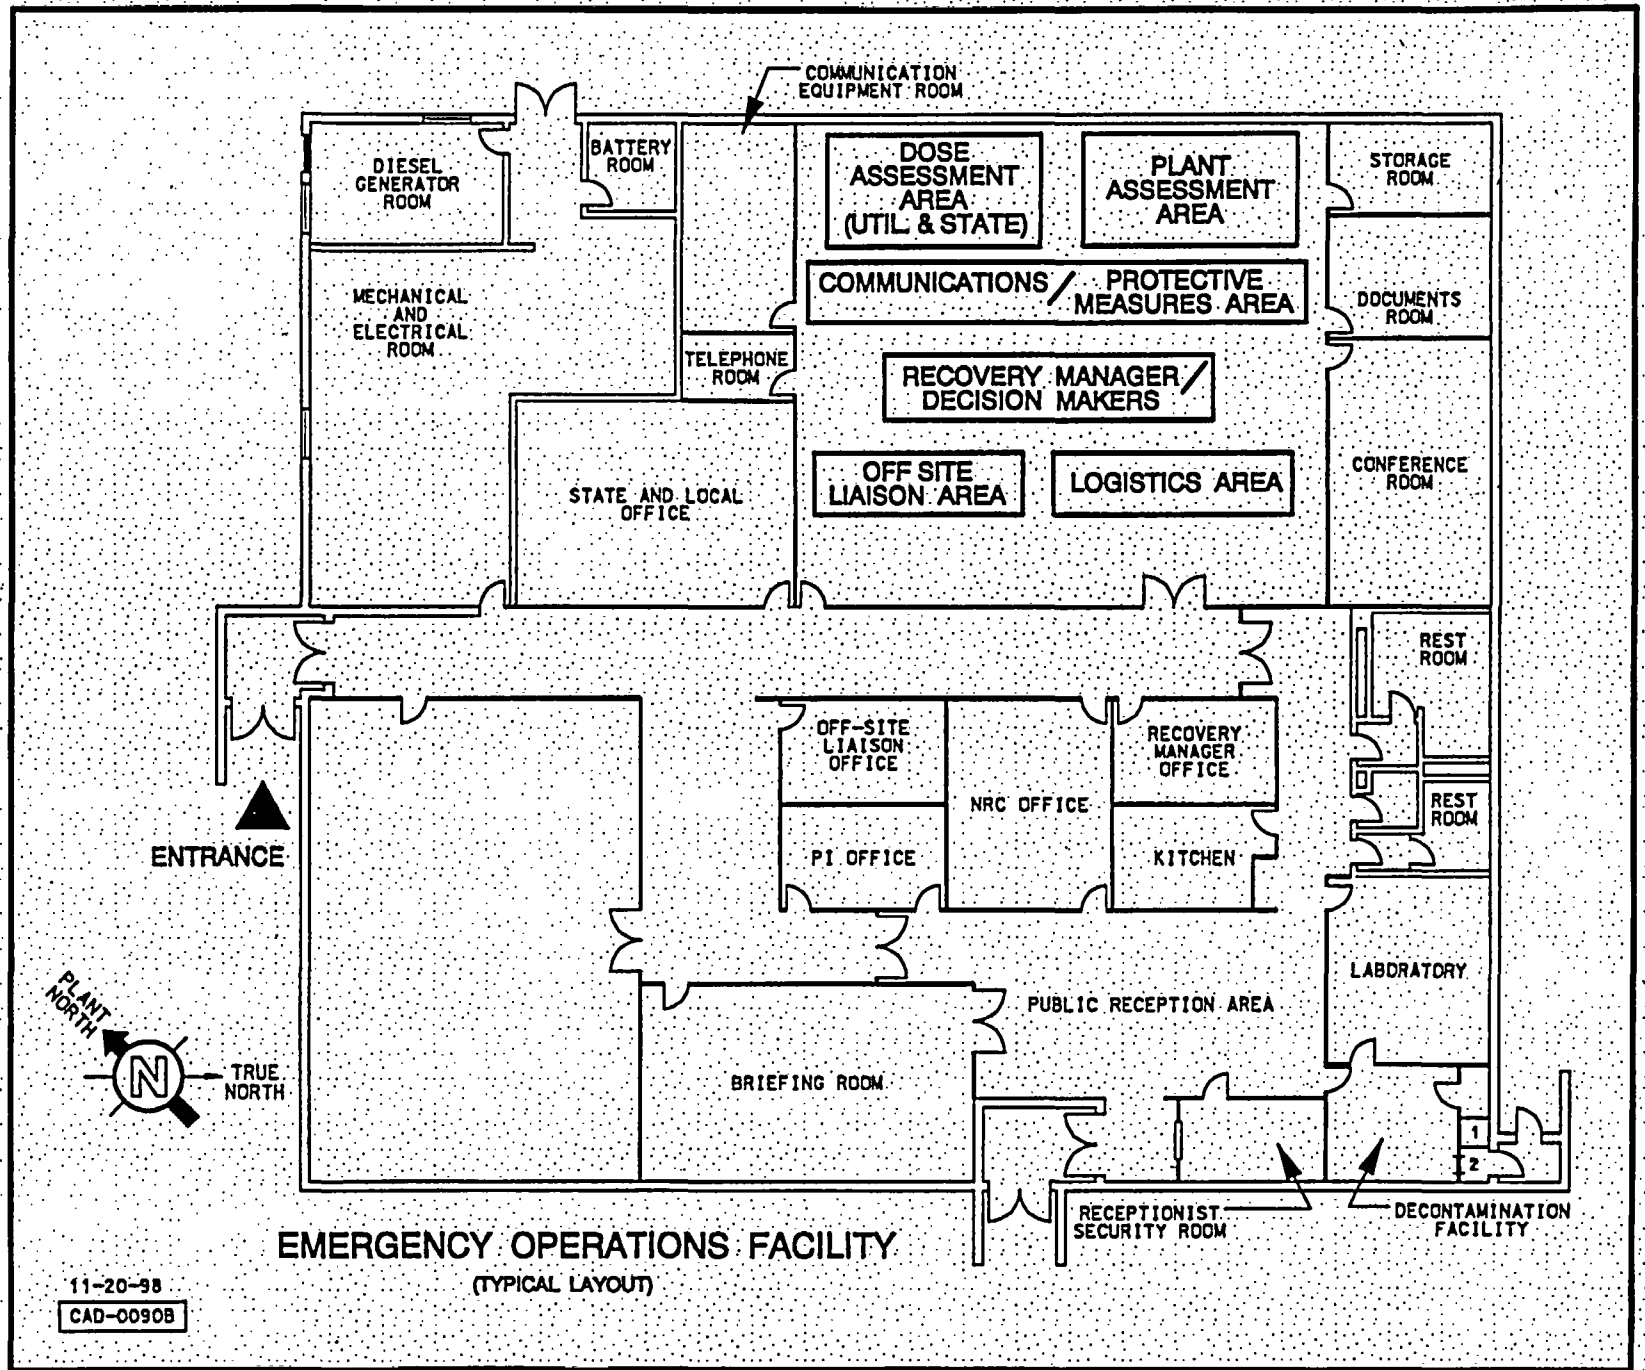 COMMUNICATION
EQUIPMENT ROOM
DIESEL
GENERATOR
ROOM
BATTERY
ROOM
DOSE
ASSESSMENT
AREA
(UTIL. & STATE)
PLANT
ASSESSMENT
AREA
STORAGE
ROOM
COMMUNICATIONS / PROTECTIVE
MEASURES AREA
DOCUMENTS
ROOM
MECHANICAL
AND
ELECTRICAL
ROOM
TELEPHONE
ROOM
RECOVERY MANAGER /
DECISION MAKERS
STATE AND LOCAL
OFFICE
OFF SITE
LIAISON AREA
LOGISTICS AREA
CONFERENCE
ROOM
REST
ROOM
OFF-SITE
LIAISON
OFFICE
NRC OFFICE
RECOVERY
MANAGER
OFFICE
REST
ROOM
ENTRANCE
PI OFFICE
KITCHEN
LABORATORY
PUBLIC RECEPTION AREA
PLANT
NORTH
N
TRUE
NORTH
BRIEFING ROOM
1
2
RECEPTIONIST
SECURITY ROOM
DECONTAMINATION
FACILITY
EMERGENCY OPERATIONS FACILITY
(TYPICAL LAYOUT)
11-20-98
CAD-0090B